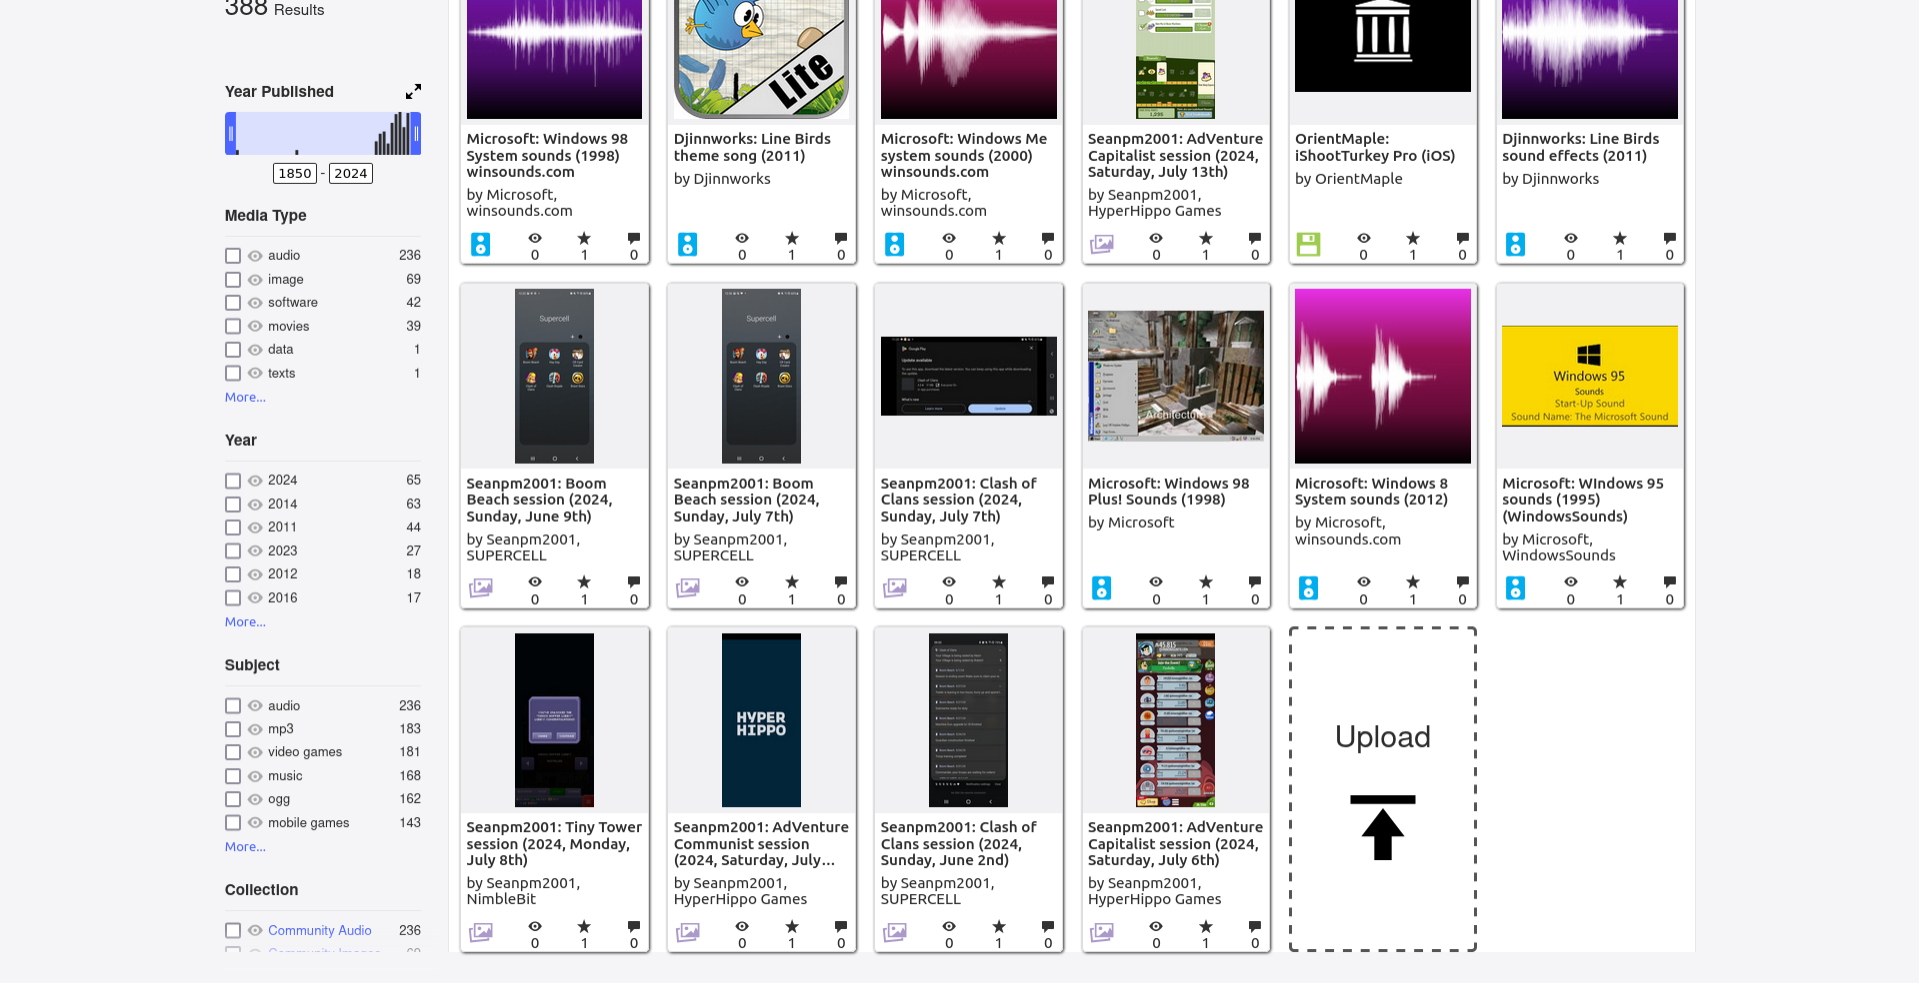 388 Results
Year Published
1850 - 2024
Media Type
audio 236
image 69
software 42
movies 39
data 1
texts 1
More...
Year
2024 65
2014 63
2011 44
2023 27
2012 18
2016 17
More...
Subject
audio 236
mp3 183
video games 181
music 168
ogg 162
mobile games 143
More...
Collection
Community Audio 236
Lite
Microsoft: Windows 98
System sounds (1998)
winsounds.com
by Microsoft,
winsounds.com
0 1 0
Djinnworks: Line Birds
theme song (2011)
by Djinnworks
0 1 0
Microsoft: Windows Me
system sounds (2000)
winsounds.com
by Microsoft,
winsounds.com
0 1 0
Seanpm2001: AdVenture
Capitalist session (2024,
Saturday, July 13th)
by Seanpm2001,
HyperHippo Games
0 1 0
OrientMaple:
iShootTurkey Pro (iOS)
by OrientMaple
0 1 0
Djinnworks: Line Birds
sound effects (2011)
by Djinnworks
0 1 0
Supercell
Seanpm2001: Boom
Beach session (2024,
Sunday, June 9th)
by Seanpm2001,
SUPERCELL
0 1 0
Supercell
Seanpm2001: Boom
Beach session (2024,
Sunday, July 7th)
by Seanpm2001,
SUPERCELL
0 1 0
Google Play
Update available
Seanpm2001: Clash of
Clans session (2024,
Sunday, July 7th)
by Seanpm2001,
SUPERCELL
0 1 0
Architecture
Microsoft: Windows 98
Plus! Sounds (1998)
by Microsoft
0 1 0
Microsoft: Windows 8
System sounds (2012)
by Microsoft,
winsounds.com
0 1 0
Windows 95
Sounds
Start-Up Sound
Sound Name: The Microsoft Sound
Microsoft: WIndows 95
sounds (1995)
(WindowsSounds)
by Microsoft,
WindowsSounds
0 1 0
Seanpm2001: Tiny Tower
session (2024, Monday,
July 8th)
by Seanpm2001,
NimbleBit
0 1 0
HYPER
HIPPO
Seanpm2001: AdVenture
Communist session
(2024, Saturday, July...
by Seanpm2001,
HyperHippo Games
0 1 0
Seanpm2001: Clash of
Clans session (2024,
Sunday, June 2nd)
by Seanpm2001,
SUPERCELL
0 1 0
Seanpm2001: AdVenture
Capitalist session (2024,
Saturday, July 6th)
by Seanpm2001,
HyperHippo Games
0 1 0
Upload